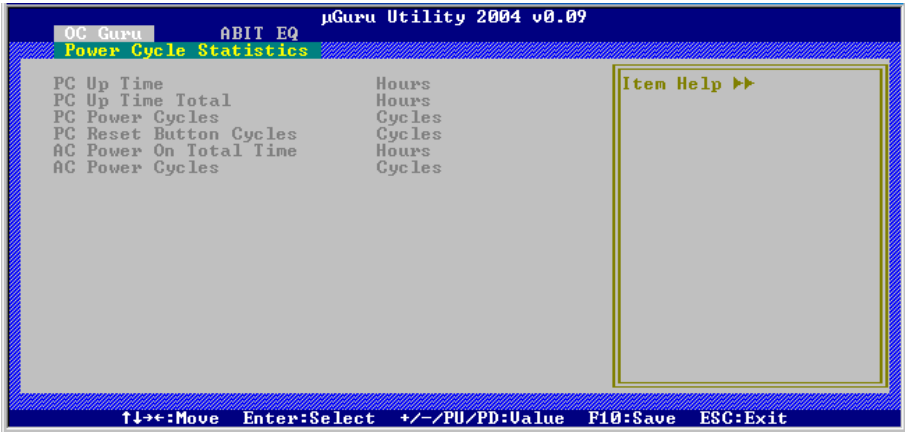 µGuru Utility 2004 v0.09
OC Guru ABIT EQ
Power Cycle Statistics
PC Up Time Hours
PC Up Time Total Hours
PC Power Cycles Cycles
PC Reset Button Cycles Cycles
AC Power On Total Time Hours
AC Power Cycles Cycles
Item Help ▶▶
↑↓→←:Move Enter:Select +/-/PU/PD:Value F10:Save ESC:Exit